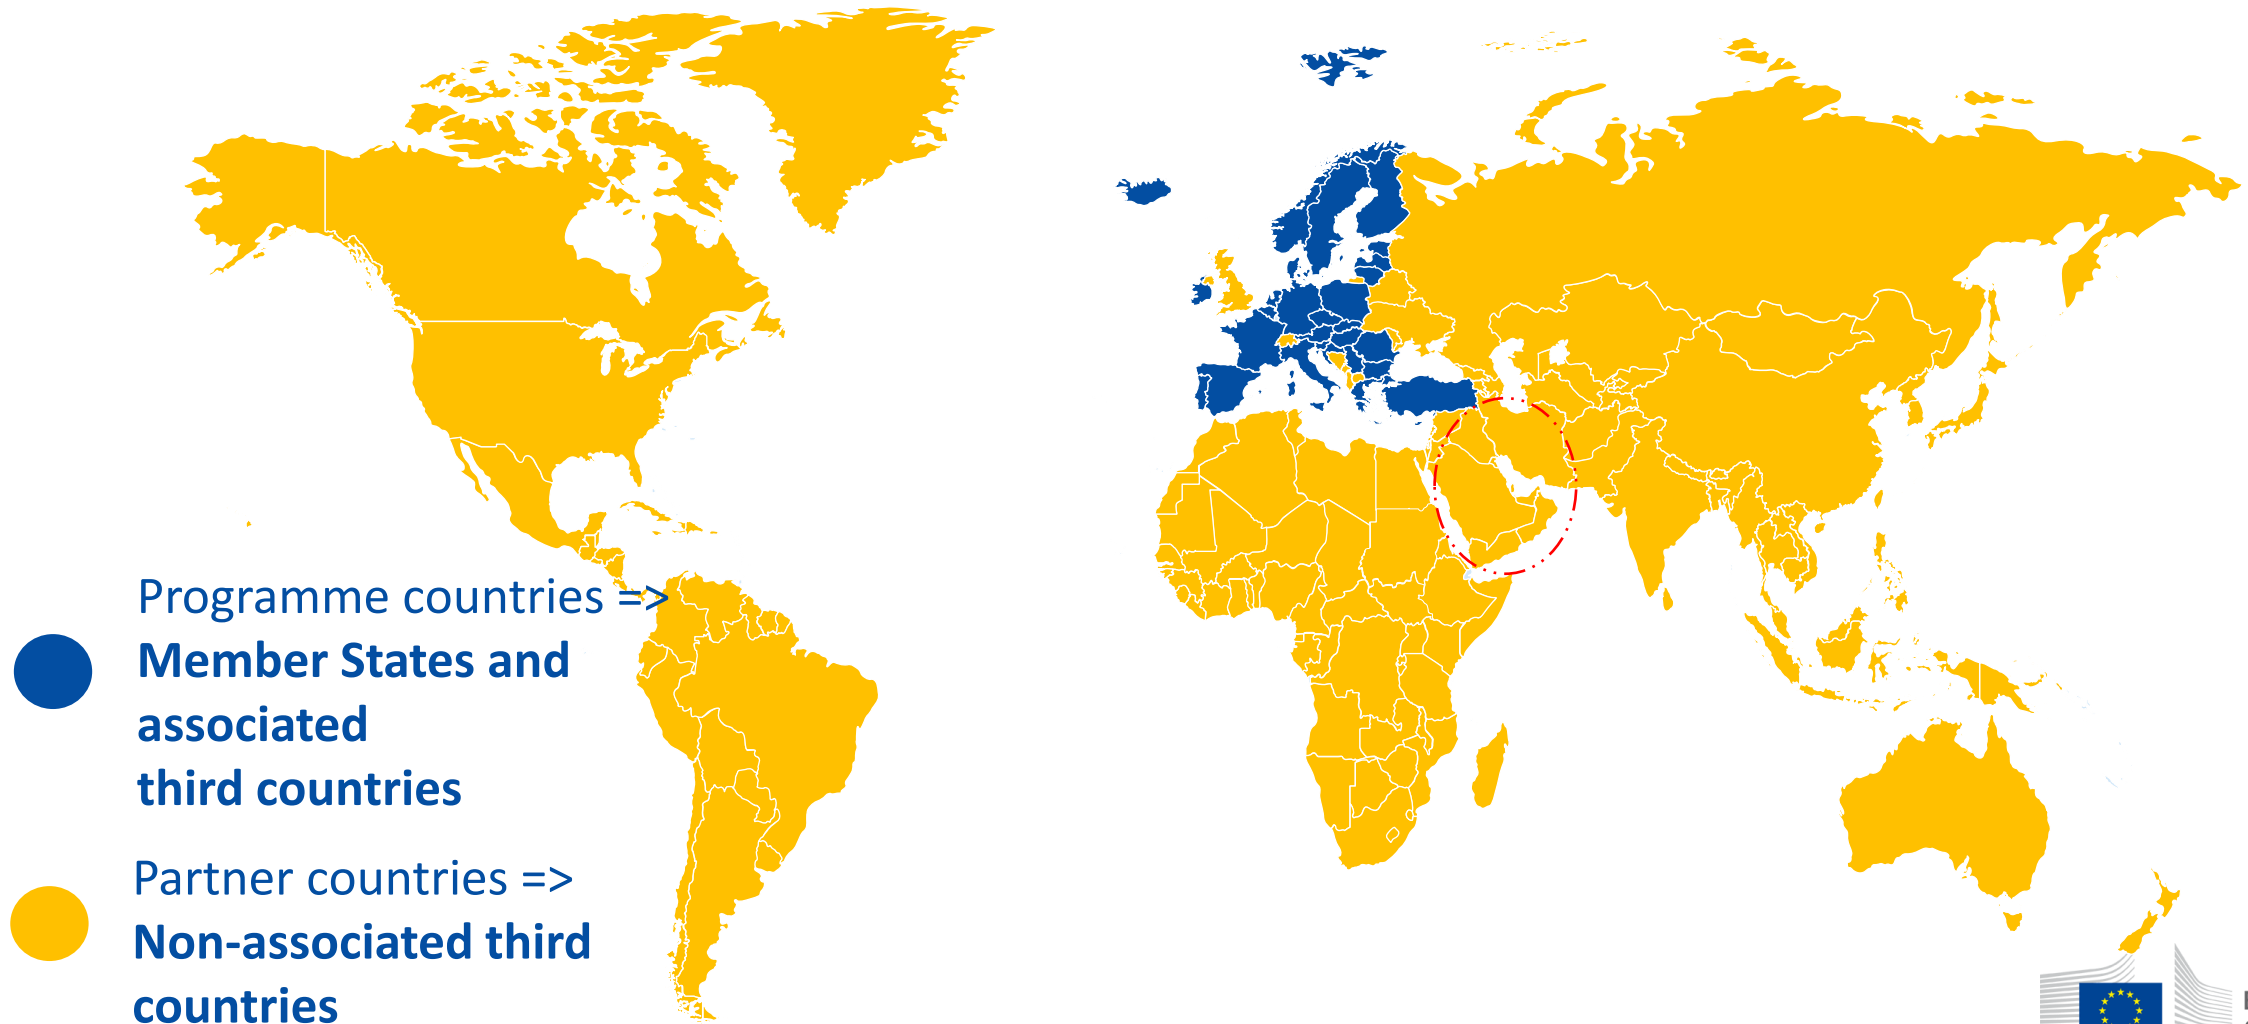 Programme countries =>
Member States and
associated
third countries
Partner countries =>
Non-associated third
countries